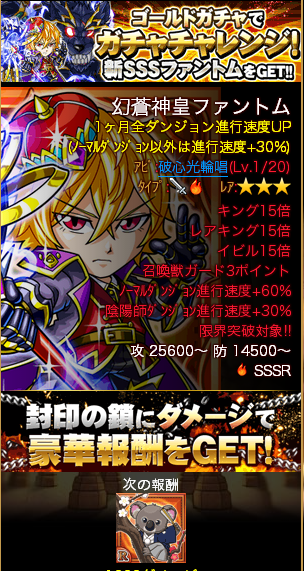 ゴールドガチャで
ガチャチャレンジ!
新SSSファントムをGET!!
幻蒼神皇ファントム
1ヶ月全ダンジョン進行速度UP
(ﾉｰﾏﾙﾀﾞﾝｼﾞｮﾝ以外は進行速度+30%)
ｱﾋﾞ:破心光輪唱(Lv.1/20)
ﾀｲﾌﾟ: ﾚｱ:★★★
キング15倍
レアキング15倍
イビル15倍
召喚獣ガード3ポイント
ﾉｰﾏﾙﾀﾞﾝｼﾞｮﾝ進行速度+60%
陰陽師ﾀﾞﾝｼﾞｮﾝ進行速度+30%
限界突破対象!!
攻 25600～ 防 14500～
SSSR
封印の鎖にダメージで
豪華報酬をGET!
次の報酬
R